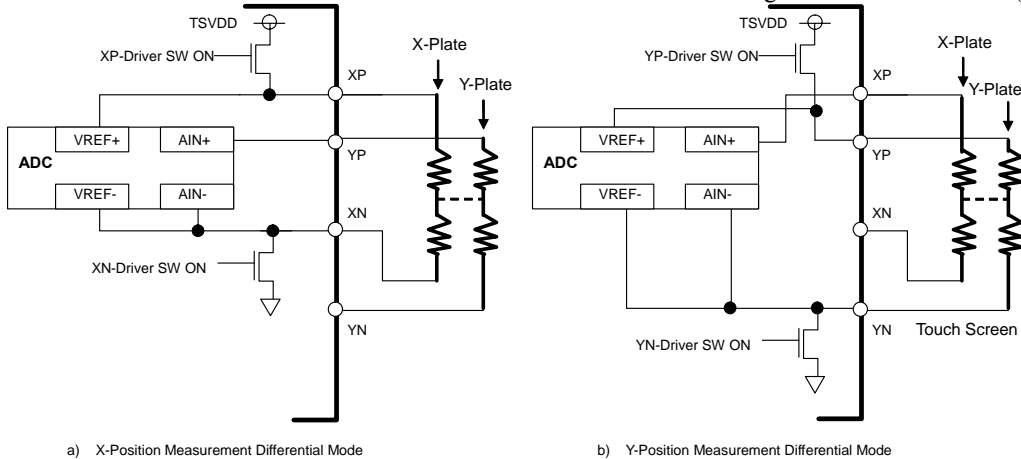 TSVDD
XP-Driver SW ON
X-Plate
XP
Y-Plate
VREF+
AIN+
ADC
YP
VREF-
AIN-
XN
XN-Driver SW ON
YN
a) X-Position Measurement Differential Mode
TSVDD
YP-Driver SW ON
X-Plate
XP
Y-Plate
VREF+
AIN+
ADC
YP
VREF-
AIN-
XN
YN-Driver SW ON
YN
Touch Screen
b) Y-Position Measurement Differential Mode